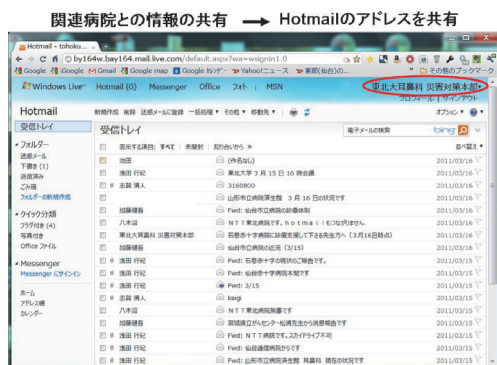 関連病院との情報の共有 → Hotmailのアドレスを共有
Hotmail - tohoku...
by164w.bay164.mail.live.com/default.aspx?wa=wsignin1.0
Google iGoogle Gmail Google map Google ｶﾚﾝﾀﾞｰ Yahoo!ニュース 東部(仙台)の... その他のブックマーク
Windows Live Hotmail (0) Messenger Office フォト MSN 東北大耳鼻科 災害対策本部
プロフィール サインアウト
Hotmail 新規作成 削除 迷惑メールに登録 一括処理 その他 移動先 オプション
受信トレイ 受信トレイ 電子メールの検索 bing
フォルダー 表示する項目: すべて 未開封 知り合いから 並べ替え
迷惑メール 池田 (件名なし) 2011/03/16
下書き (1) 浅田 行紀 東北大学 3 月 15 日 16 時会議 2011/03/16
送信済み 志賀 清人 3160800 2011/03/16
ごみ箱 山形市立病院済生館 3 月 16 日の状況です 2011/03/16
フォルダーの新規作成 加藤健吾 Fwd: 仙台市立病院の診療体制 2011/03/16
クイック分類 八木沼 ＮＴＴ東北病院です。ｈｏｔｍａｉｌもつながりません。 2011/03/16
フラグ付き (4) 東北大耳鼻科 災害対策本部 石巻赤十字病院に診療支援して下さる先生方へ (3月16日時点) 2011/03/16
写真付き 加藤健吾 仙台市立病院の近況 (3/15) 2011/03/16
Office ファイル 浅田 行紀 Fwd: 石巻赤十字の現状のご報告です。 2011/03/15
Messenger 浅田 行紀 Fwd: 仙台赤十字病院本間です 2011/03/15
Messenger にサインイン 浅田 行紀 Fwd: 3/15 2011/03/15
ホーム 志賀 清人 kaigi 2011/03/15
アドレス帳 八木沼 ＮＴＴ東北病院無事です 2011/03/15
カレンダー 加藤健吾 宮城県立がんセンター松浦先生から消息報告です 2011/03/15
浅田 行紀 Fwd: NTT病院です。スカイドライブ不可 2011/03/15
浅田 行紀 Fwd: 仙台逓信病院からです 2011/03/15
浅田 行紀 Fwd: 山形市立病院済生館 耳鼻科 現在の状況です 2011/03/15